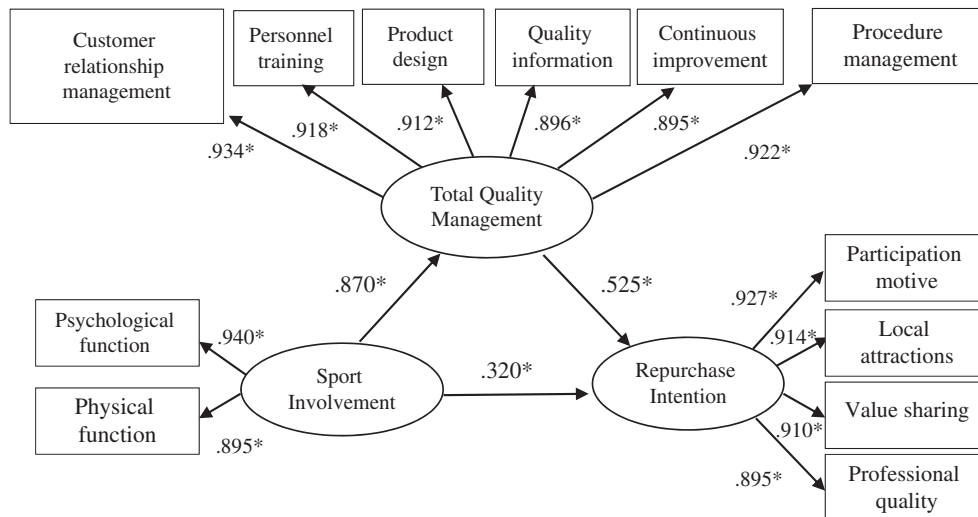 Customer
relationship
management
Personnel
training
Product
design
Quality
information
Continuous
improvement
Procedure
management
.934*
.918*
.912*
.896*
.895*
.922*
Total Quality
Management
.870*
.525*
Psychological
function
Physical
function
.940*
.895*
Sport
Involvement
.320*
Repurchase
Intention
.927*
.914*
.910*
.895*
Participation
motive
Local
attractions
Value sharing
Professional
quality